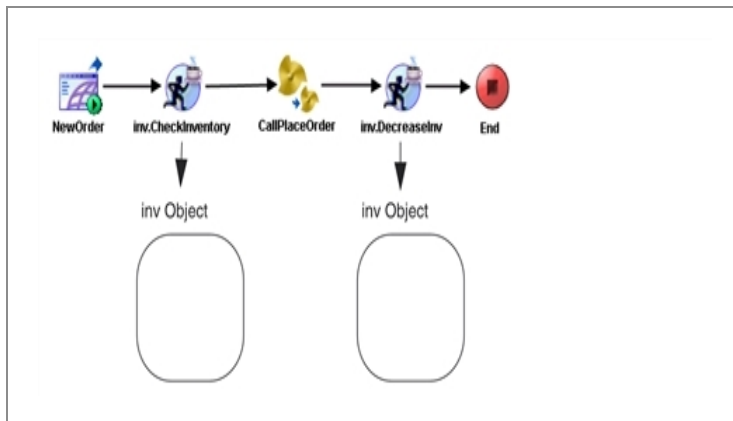 NewOrder
inv.CheckInventory
CallPlaceOrder
inv.DecreaseInv
End
inv Object
inv Object